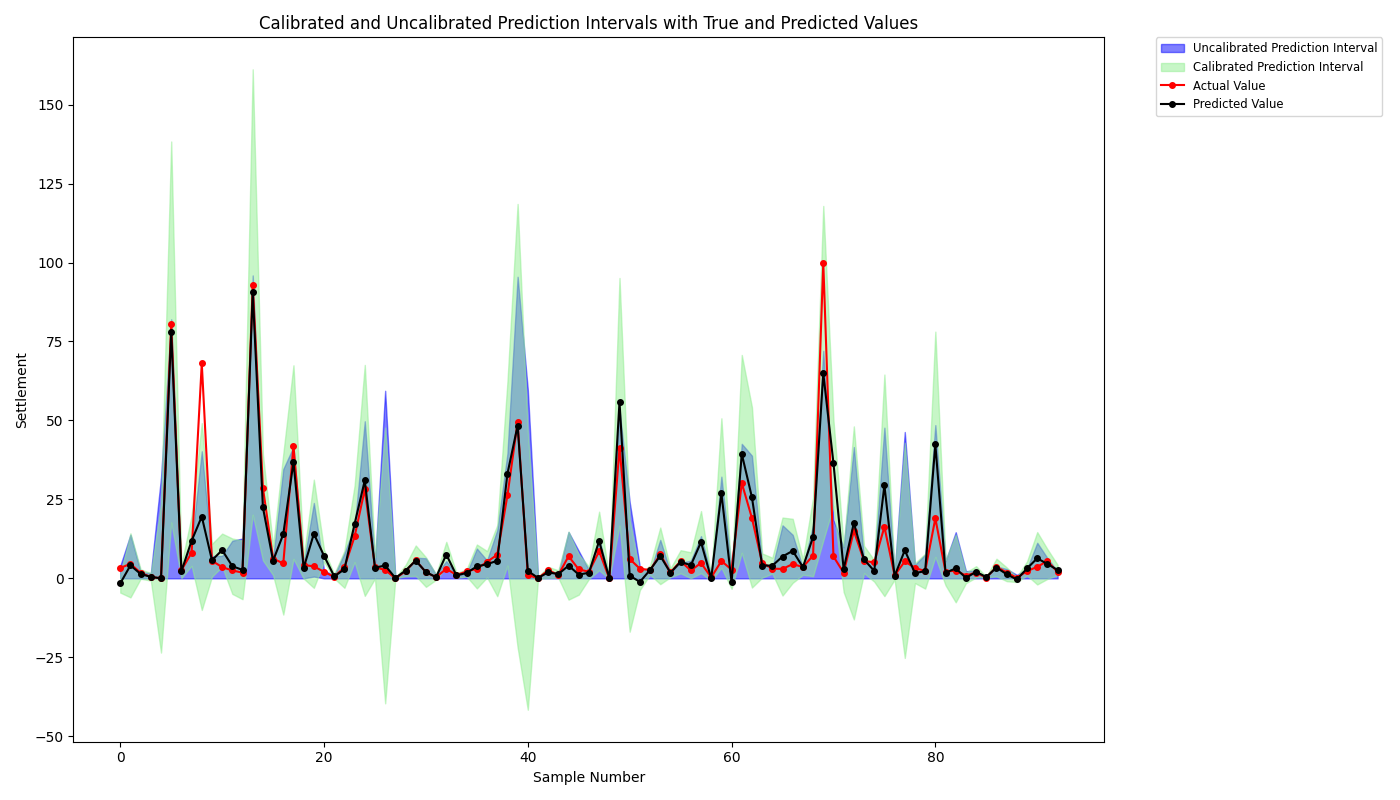 Calibrated and Uncalibrated Prediction Intervals with True and Predicted Values
Uncalibrated Prediction Interval
Calibrated Prediction Interval
Actual Value
Predicted Value
Settlement
150
125
100
75
50
25
0
−25
−50
0 20 40 60 80
Sample Number